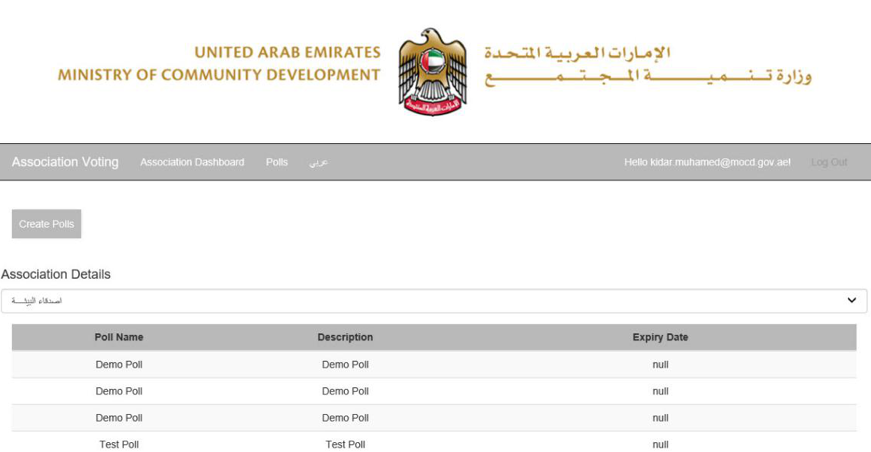 UNITED ARAB EMIRATES
MINISTRY OF COMMUNITY DEVELOPMENT
الإمارات العربية المتحدة
وزارة تنمية المجتمع
Association Voting Association Dashboard Polls عربي Hello kidar.muhamed@mocd.gov.ae! Log Out
Create Polls
Association Details
اصدقاء البيئة
Poll Name Description Expiry Date
Demo Poll Demo Poll null
Demo Poll Demo Poll null
Demo Poll Demo Poll null
Test Poll Test Poll null